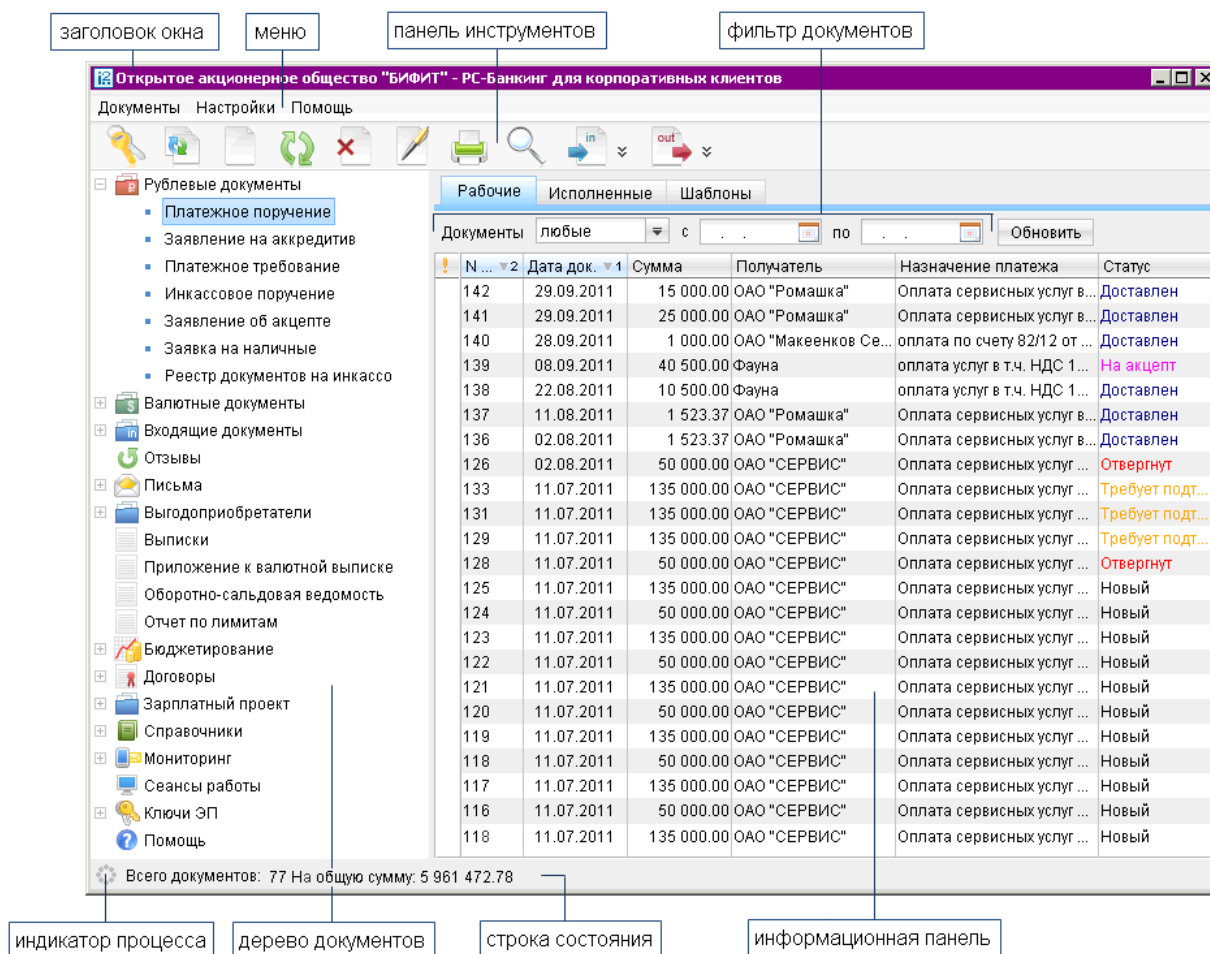 заголовок окна
меню
панель инструментов
фильтр документов
Открытое акционерное общество "БИФИТ" - РС-Банкинг для корпоративных клиентов
Документы Настройки Помощь
in
out
Рублевые документы
Платежное поручение
Заявление на аккредитив
Платежное требование
Инкассовое поручение
Заявление об акцепте
Заявка на наличные
Реестр документов на инкассо
Валютные документы
Входящие документы
Отзывы
Письма
Выгодоприобретатели
Выписки
Приложение к валютной выписке
Оборотно-сальдовая ведомость
Отчет по лимитам
Бюджетирование
Договоры
Зарплатный проект
Справочники
Мониторинг
Сеансы работы
Ключи ЭП
Помощь
Рабочие Исполненные Шаблоны
Документы любые с . . по . . Обновить
! N ... 2 Дата док. 1 Сумма Получатель Назначение платежа Статус
142 29.09.2011 15 000.00 ОАО "Ромашка" Оплата сервисных услуг в... Доставлен
141 29.09.2011 25 000.00 ОАО "Ромашка" Оплата сервисных услуг в... Доставлен
140 28.09.2011 1 000.00 ОАО "Макеенков Се... оплата по счету 82/12 от ... Доставлен
139 08.09.2011 40 500.00 Фауна оплата услуг в т.ч. НДС 1... На акцепт
138 22.08.2011 10 500.00 Фауна оплата услуг в т.ч. НДС 1... Доставлен
137 11.08.2011 1 523.37 ОАО "Ромашка" Оплата сервисных услуг в... Доставлен
136 02.08.2011 1 523.37 ОАО "Ромашка" Оплата сервисных услуг в... Доставлен
126 02.08.2011 50 000.00 ОАО "СЕРВИС" Оплата сервисных услуг ... Отвергнут
133 11.07.2011 135 000.00 ОАО "СЕРВИС" Оплата сервисных услуг ... Требует подт...
131 11.07.2011 135 000.00 ОАО "СЕРВИС" Оплата сервисных услуг ... Требует подт...
129 11.07.2011 135 000.00 ОАО "СЕРВИС" Оплата сервисных услуг ... Требует подт...
128 11.07.2011 50 000.00 ОАО "СЕРВИС" Оплата сервисных услуг ... Отвергнут
125 11.07.2011 135 000.00 ОАО "СЕРВИС" Оплата сервисных услуг ... Новый
124 11.07.2011 50 000.00 ОАО "СЕРВИС" Оплата сервисных услуг ... Новый
123 11.07.2011 135 000.00 ОАО "СЕРВИС" Оплата сервисных услуг ... Новый
122 11.07.2011 50 000.00 ОАО "СЕРВИС" Оплата сервисных услуг ... Новый
121 11.07.2011 135 000.00 ОАО "СЕРВИС" Оплата сервисных услуг ... Новый
120 11.07.2011 50 000.00 ОАО "СЕРВИС" Оплата сервисных услуг ... Новый
119 11.07.2011 135 000.00 ОАО "СЕРВИС" Оплата сервисных услуг ... Новый
118 11.07.2011 50 000.00 ОАО "СЕРВИС" Оплата сервисных услуг ... Новый
117 11.07.2011 135 000.00 ОАО "СЕРВИС" Оплата сервисных услуг ... Новый
116 11.07.2011 50 000.00 ОАО "СЕРВИС" Оплата сервисных услуг ... Новый
118 11.07.2011 135 000.00 ОАО "СЕРВИС" Оплата сервисных услуг ... Новый
Всего документов: 77 На общую сумму: 5 961 472.78
индикатор процесса
дерево документов
строка состояния
информационная панель